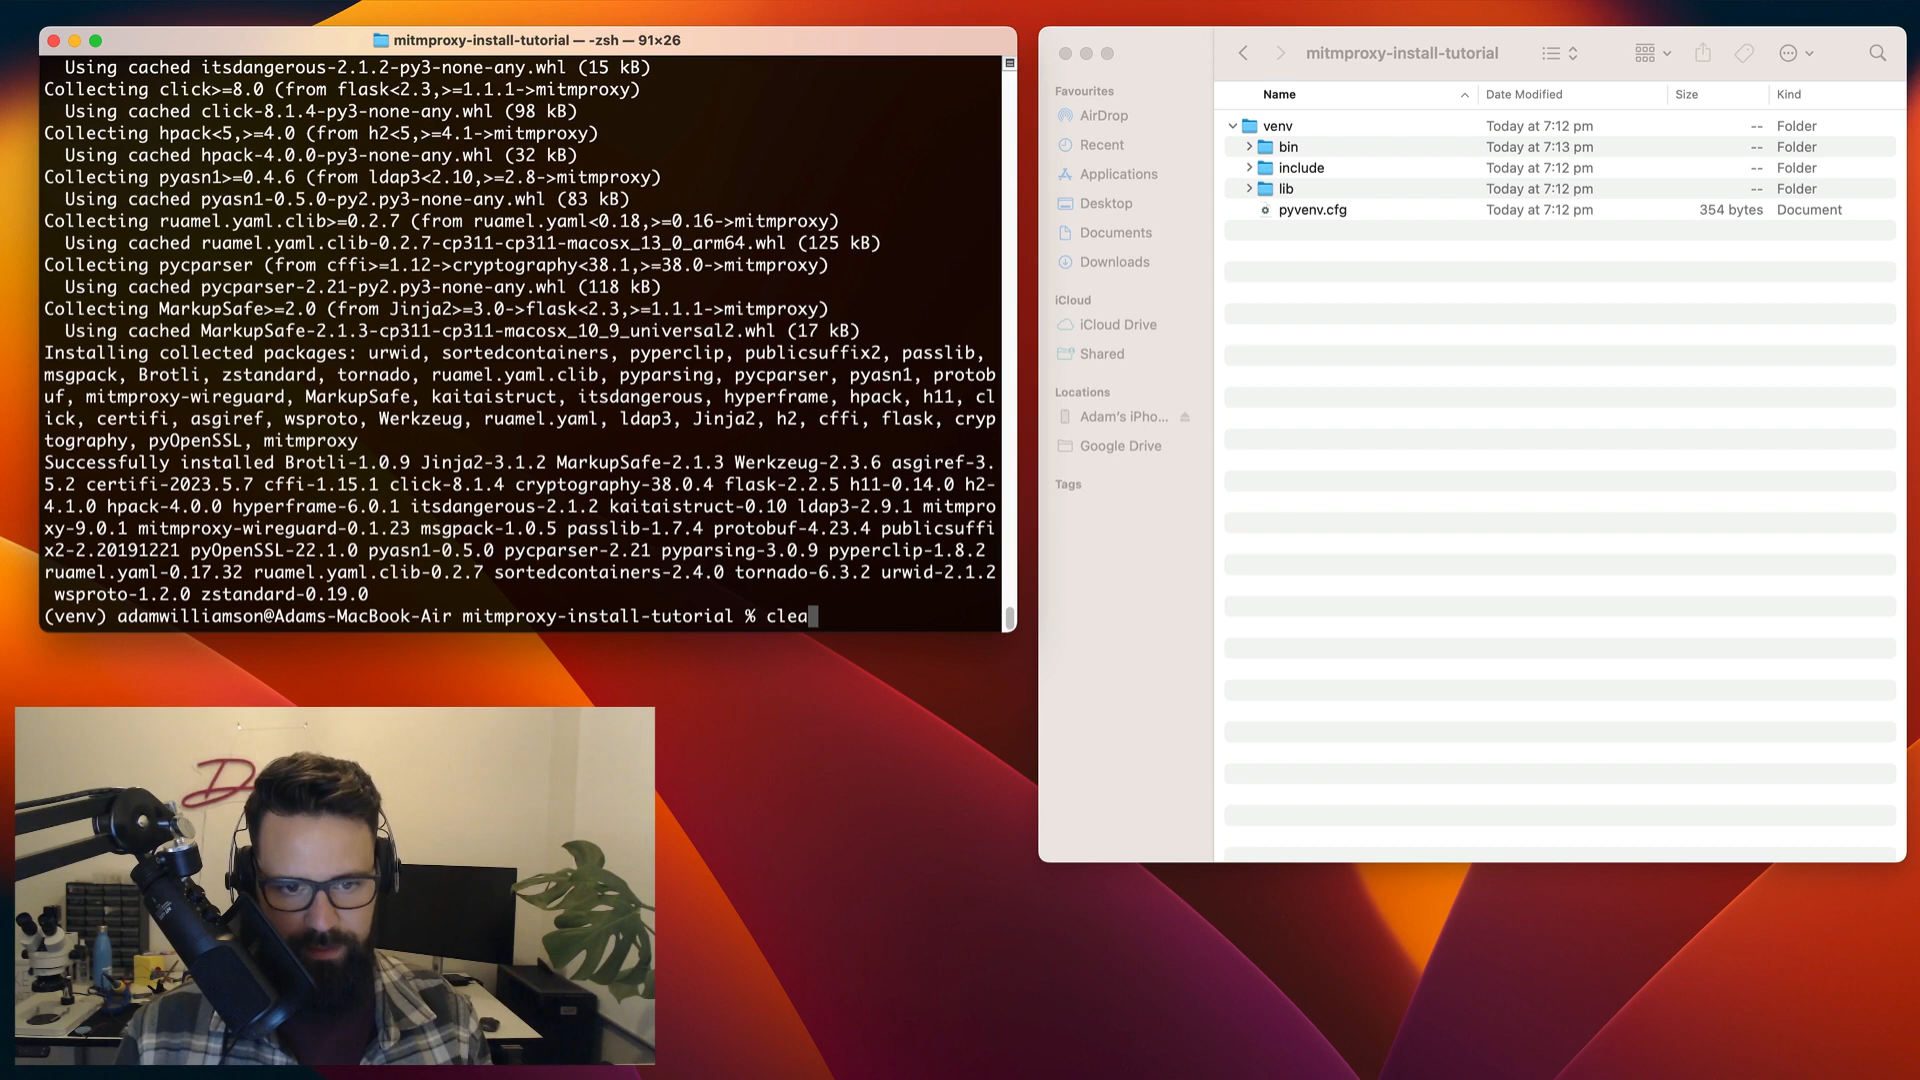 mitmproxy-install-tutorial — -zsh — 91×26
Using cached itsdangerous-2.1.2-py3-none-any.whl (15 kB)
Collecting click>=8.0 (from flask<2.3,>=1.1.1->mitmproxy)
Using cached click-8.1.4-py3-none-any.whl (98 kB)
Collecting hpack<5,>=4.0 (from h2<5,>=4.1->mitmproxy)
Using cached hpack-4.0.0-py3-none-any.whl (32 kB)
Collecting pyasn1>=0.4.6 (from ldap3<2.10,>=2.8->mitmproxy)
Using cached pyasn1-0.5.0-py2.py3-none-any.whl (83 kB)
Collecting ruamel.yaml.clib>=0.2.7 (from ruamel.yaml<0.18,>=0.16->mitmproxy)
Using cached ruamel.yaml.clib-0.2.7-cp311-cp311-macosx_13_0_arm64.whl (125 kB)
Collecting pycparser (from cffi>=1.12->cryptography<38.1,>=38.0->mitmproxy)
Using cached pycparser-2.21-py2.py3-none-any.whl (118 kB)
Collecting MarkupSafe>=2.0 (from Jinja2>=3.0->flask<2.3,>=1.1.1->mitmproxy)
Using cached MarkupSafe-2.1.3-cp311-cp311-macosx_10_9_universal2.whl (17 kB)
Installing collected packages: urwid, sortedcontainers, pyperclip, publicsuffix2, passlib,
msgpack, Brotli, zstandard, tornado, ruamel.yaml.clib, pyparsing, pycparser, pyasn1, protob
uf, mitmproxy-wireguard, MarkupSafe, kaitaistruct, itsdangerous, hyperframe, hpack, h11, cl
ick, certifi, asgiref, wsproto, Werkzeug, ruamel.yaml, ldap3, Jinja2, h2, cffi, flask, cryp
tography, pyOpenSSL, mitmproxy
Successfully installed Brotli-1.0.9 Jinja2-3.1.2 MarkupSafe-2.1.3 Werkzeug-2.3.6 asgiref-3.
5.2 certifi-2023.5.7 cffi-1.15.1 click-8.1.4 cryptography-38.0.4 flask-2.2.5 h11-0.14.0 h2-
4.1.0 hpack-4.0.0 hyperframe-6.0.1 itsdangerous-2.1.2 kaitaistruct-0.10 ldap3-2.9.1 mitmpro
xy-9.0.1 mitmproxy-wireguard-0.1.23 msgpack-1.0.5 passlib-1.7.4 protobuf-4.23.4 publicsuffi
x2-2.20191221 pyOpenSSL-22.1.0 pyasn1-0.5.0 pycparser-2.21 pyparsing-3.0.9 pyperclip-1.8.2
ruamel.yaml-0.17.32 ruamel.yaml.clib-0.2.7 sortedcontainers-2.4.0 tornado-6.3.2 urwid-2.1.2
wsproto-1.2.0 zstandard-0.19.0
(venv) adamwilliamson@Adams-MacBook-Air mitmproxy-install-tutorial % clea
mitmproxy-install-tutorial
Favourites
AirDrop
Recent
Applications
Desktop
Documents
Downloads
iCloud
iCloud Drive
Shared
Locations
Adam's iPho...
Google Drive
Tags
Name Date Modified Size Kind
venv Today at 7:12 pm -- Folder
bin Today at 7:13 pm -- Folder
include Today at 7:12 pm -- Folder
lib Today at 7:12 pm -- Folder
pyvenv.cfg Today at 7:12 pm 354 bytes Document